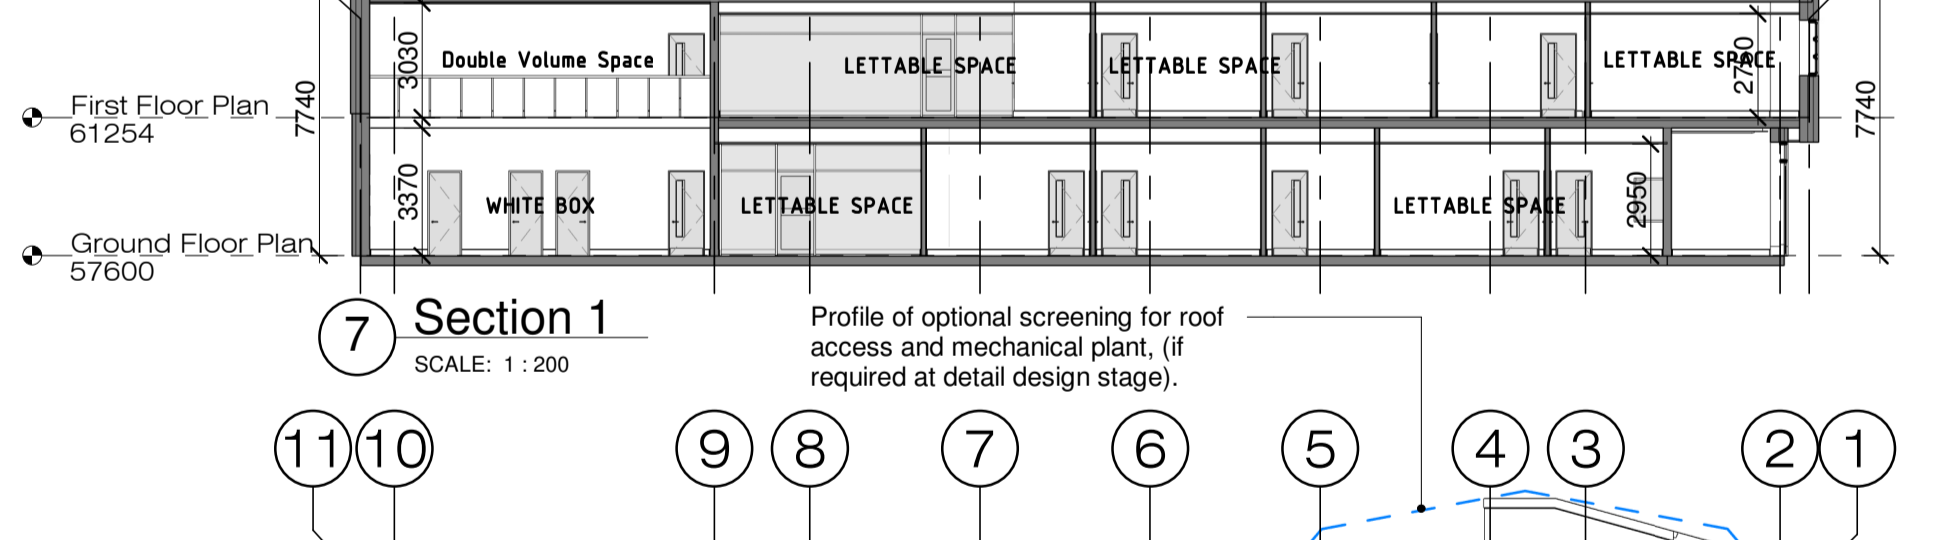 3030
Double Volume Space
LETTABLE SPACE
LETTABLE SPACE
LETTABLE SPACE
2750
First Floor Plan
61254
7740
7740
3370
WHITE BOX
LETTABLE SPACE
LETTABLE SPACE
2950
Ground Floor Plan
57600
7
Section 1
SCALE: 1 : 200
Profile of optional screening for roof
access and mechanical plant, (if
required at detail design stage).
11 10 9 8 7 6 5 4 3 2 1